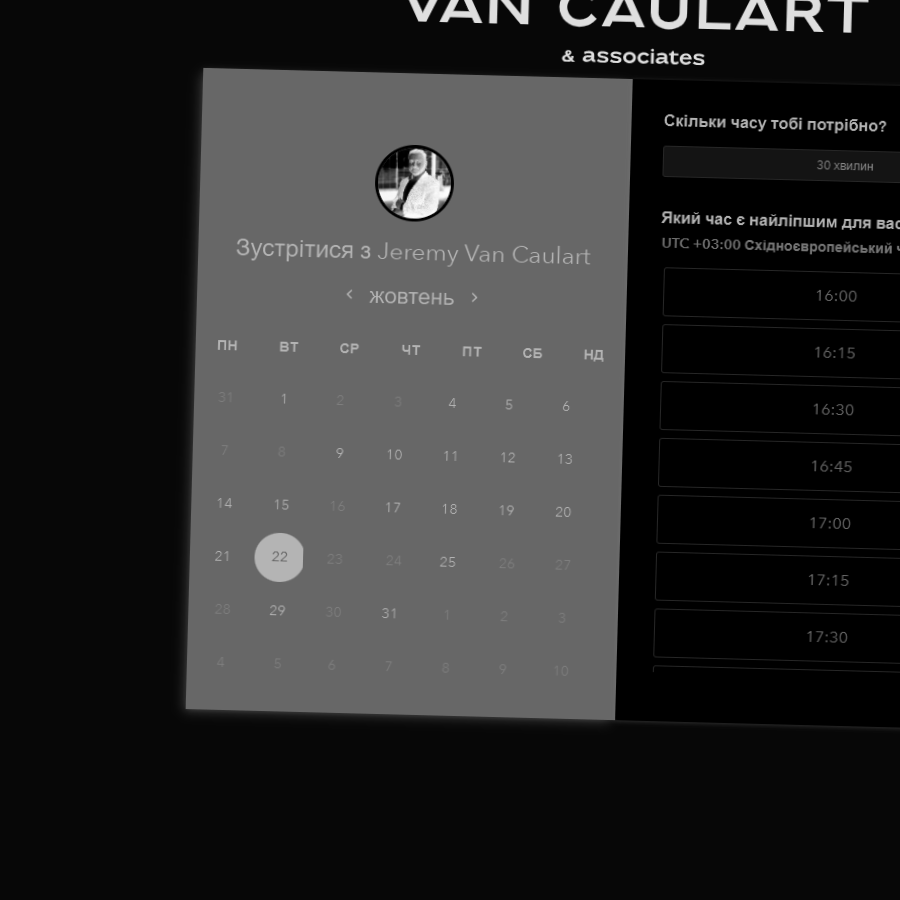 VAN CAULART
& associates
Зустрітися з Jeremy Van Caulart
‹ жовтень ›
ПН ВТ СР ЧТ ПТ СБ НД
31 1 2 3 4 5 6
7 8 9 10 11 12 13
14 15 16 17 18 19 20
21 22 23 24 25 26 27
28 29 30 31 1 2 3
4 5 6 7 8 9 10
Скільки часу тобі потрібно?
30 хвилин
Який час є найліпшим для вас
UTC +03:00 Східноєвропейський
16:00
16:15
16:30
16:45
17:00
17:15
17:30